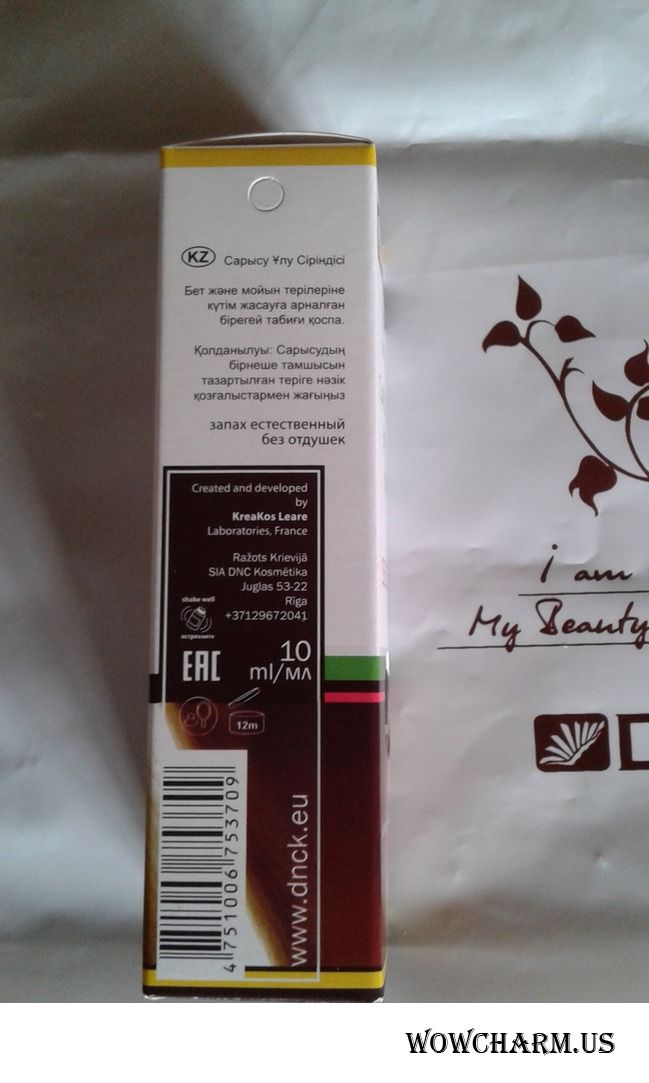 KZ Сарысу Ұлу Сіріндісі
Бет және мойын терілеріне
күтім жасауға арналған
бірегей табиғи қоспа.
Қолданылуы: Сарысудың
бірнеше тамшысын
тазартылған теріге нәзік
қозғалыстармен жағыңыз
запах естественный
без отдушек
Created and developed
by
KreaKos Leare
Laboratories, France
Ražots Krievijā
SIA DNC Kosmētika
Juglas 53-22
Rīga
+37129672041
shake well
встряхните
EAC
10
ml/мл
12m
4751006753709
www.dnck.eu
i am
My Beauty
WOWCHARM.US